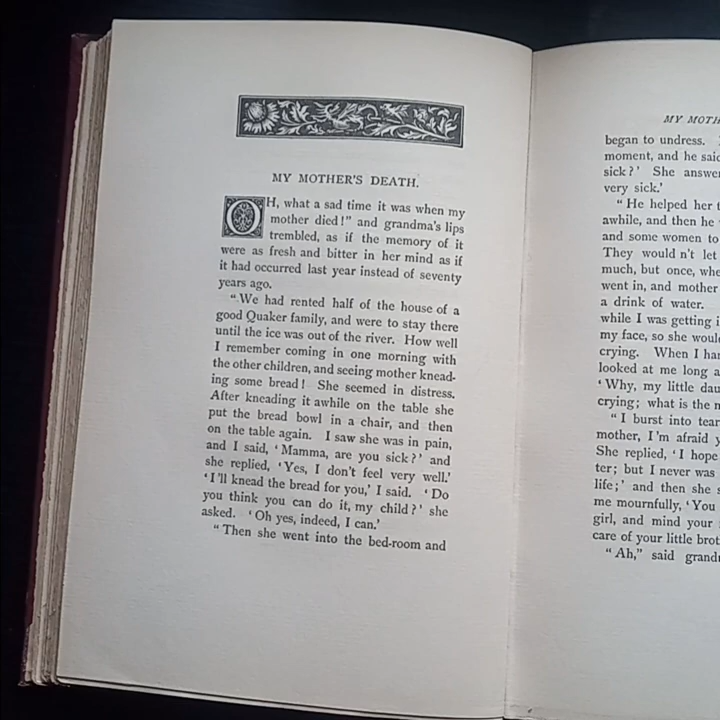 MY MOTHER'S DEATH.
OH, what a sad time it was when my
mother died!" and grandma's lips
trembled, as if the memory of it
were as fresh and bitter in her mind as if
it had occurred last year instead of seventy
years ago.
"We had rented half of the house of a
good Quaker family, and were to stay there
until the ice was out of the river. How well
I remember coming in one morning with
the other children, and seeing mother knead-
ing some bread! She seemed in distress.
After kneading it awhile on the table she
put the bread bowl in a chair, and then
on the table again. I saw she was in pain,
and I said, 'Mamma, are you sick?' and
she replied, 'Yes, I don't feel very well.'
'I'll knead the bread for you,' I said. 'Do
you think you can do it, my child?' she
asked. 'Oh yes, indeed, I can.'
"Then she went into the bed-room and
MY
began to undress.
moment, and he
sick?' She
very sick.'
"He helped her
awhile, and then he
and some women to
They would n't let
much, but once,
went in, and mother
a drink of water.
while I was getting
my face, so she
crying. When I
looked at me long
'Why, my little
crying; what is the
"I burst into
mother, I'm afraid
She replied, 'I hope
ter; but I never was
life;' and then she
me mournfully, 'You
girl, and mind your
care of your little
"Ah," said